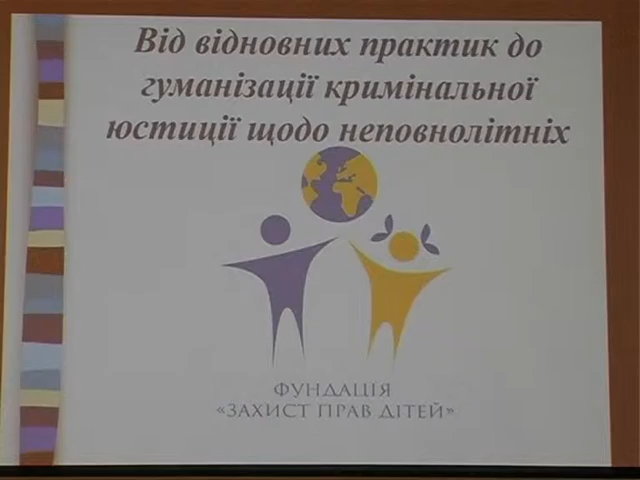 Від відновних практик до
гуманізації кримінальної
юстиції щодо неповнолітніх
ФУНДАЦІЯ
«ЗАХИСТ ПРАВ ДІТЕЙ»